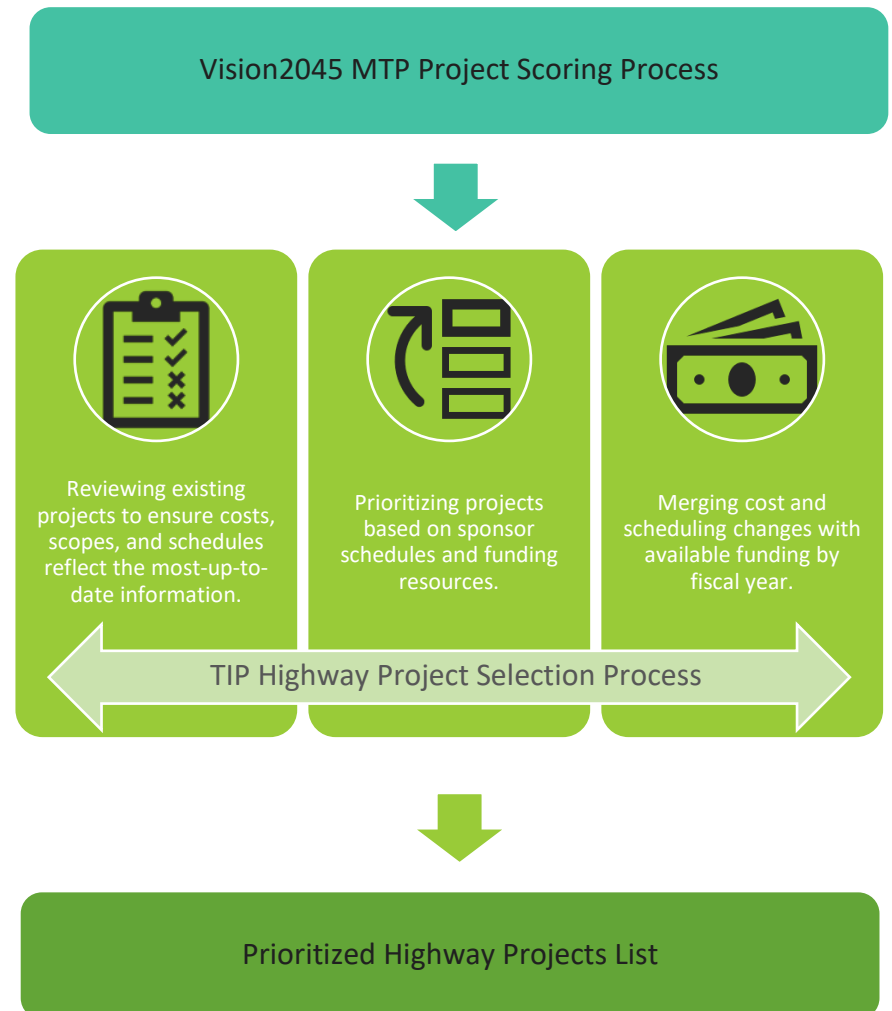 Vision2045 MTP Project Scoring Process
Reviewing existing
projects to ensure costs,
scopes, and schedules
reflect the most-up-to-
date information.
Prioritizing projects
based on sponsor
schedules and funding
resources.
Merging cost and
scheduling changes with
available funding by
fiscal year.
TIP Highway Project Selection Process
Prioritized Highway Projects List